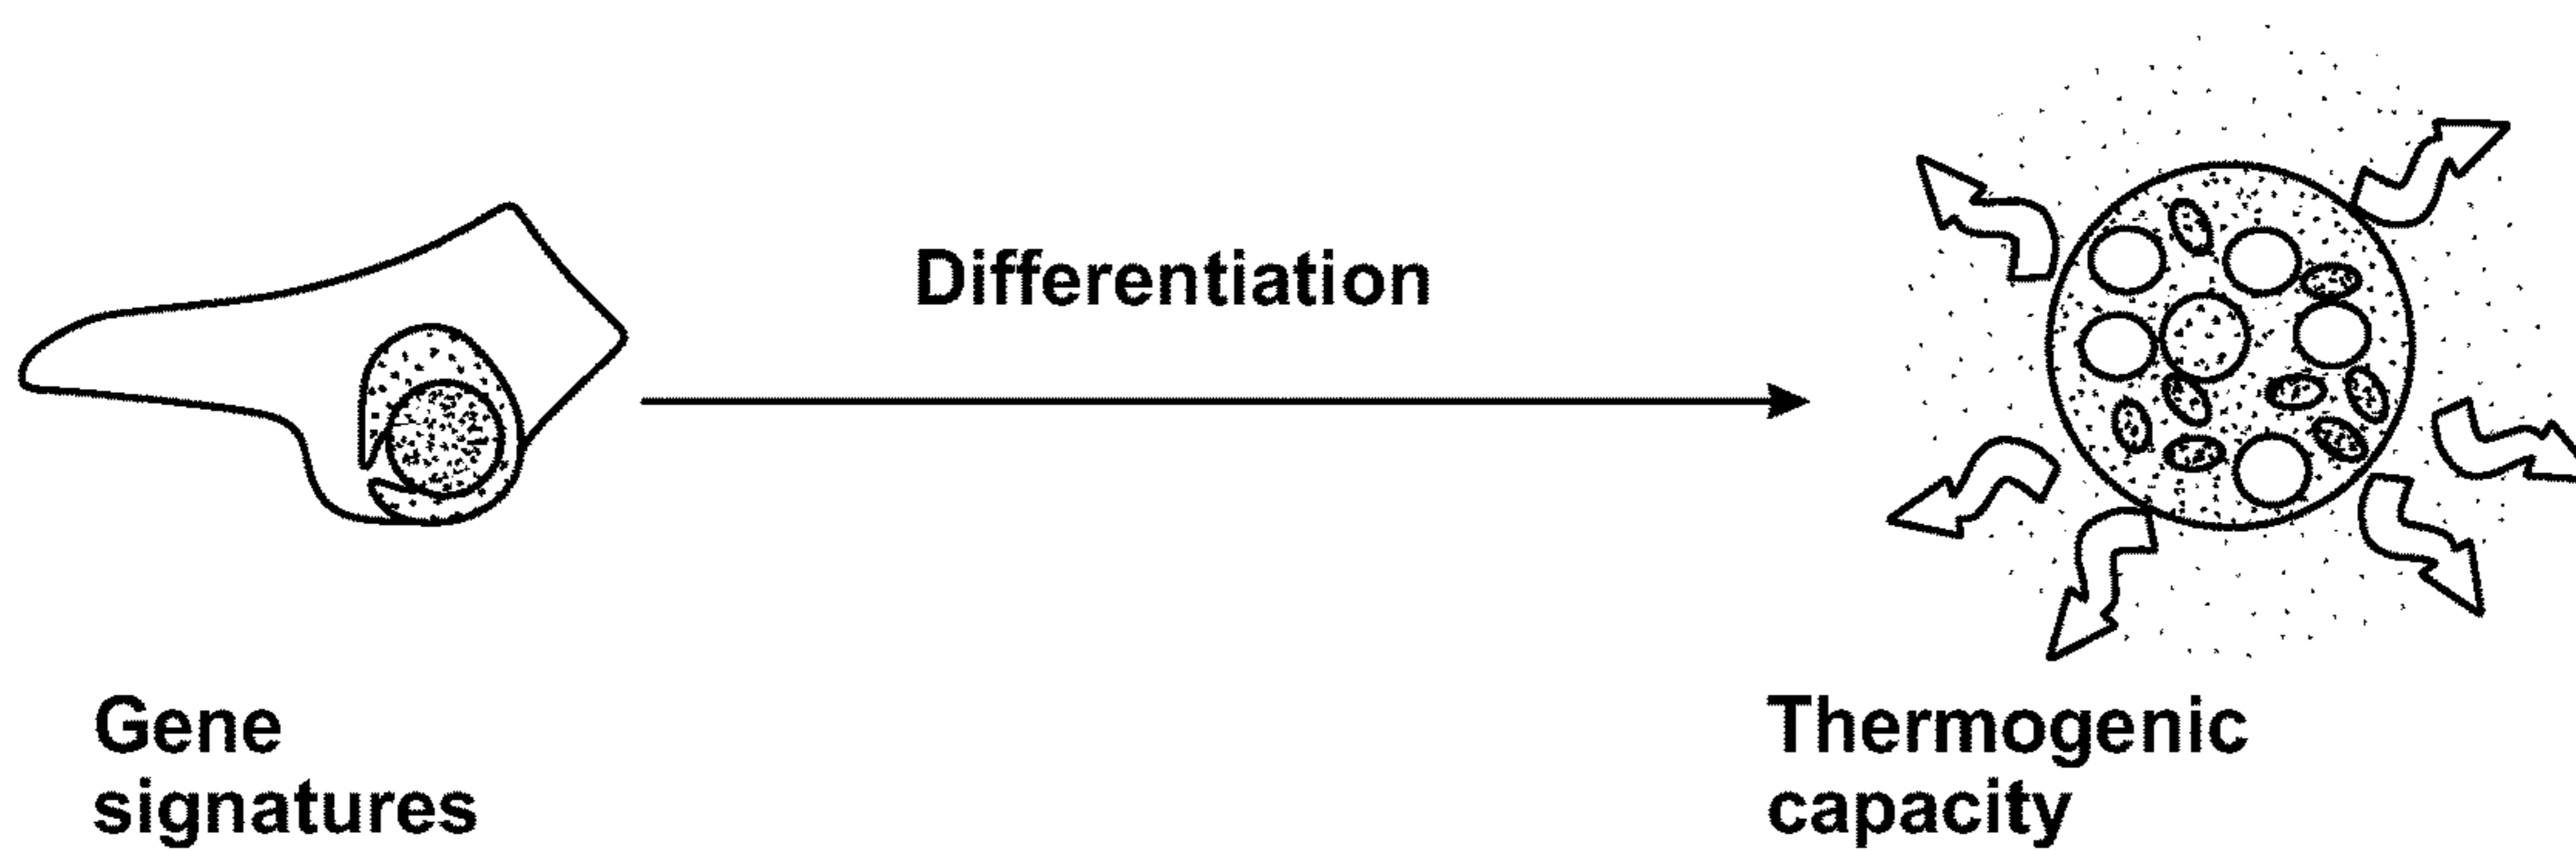 Differentiation
Gene
signatures
Thermogenic
capacity